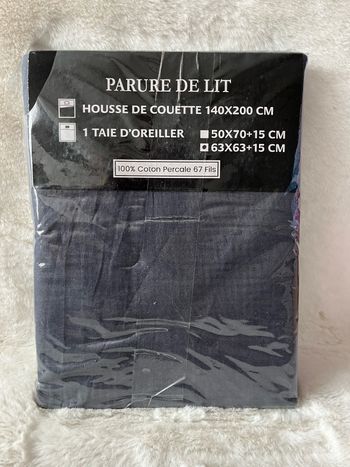 PARURE DE LIT
HOUSSE DE COUETTE 140X200 CM
1 TAIE D'OREILLER
50X70+15 CM
63X63+15 CM
100% Coton Percale 67 Fils